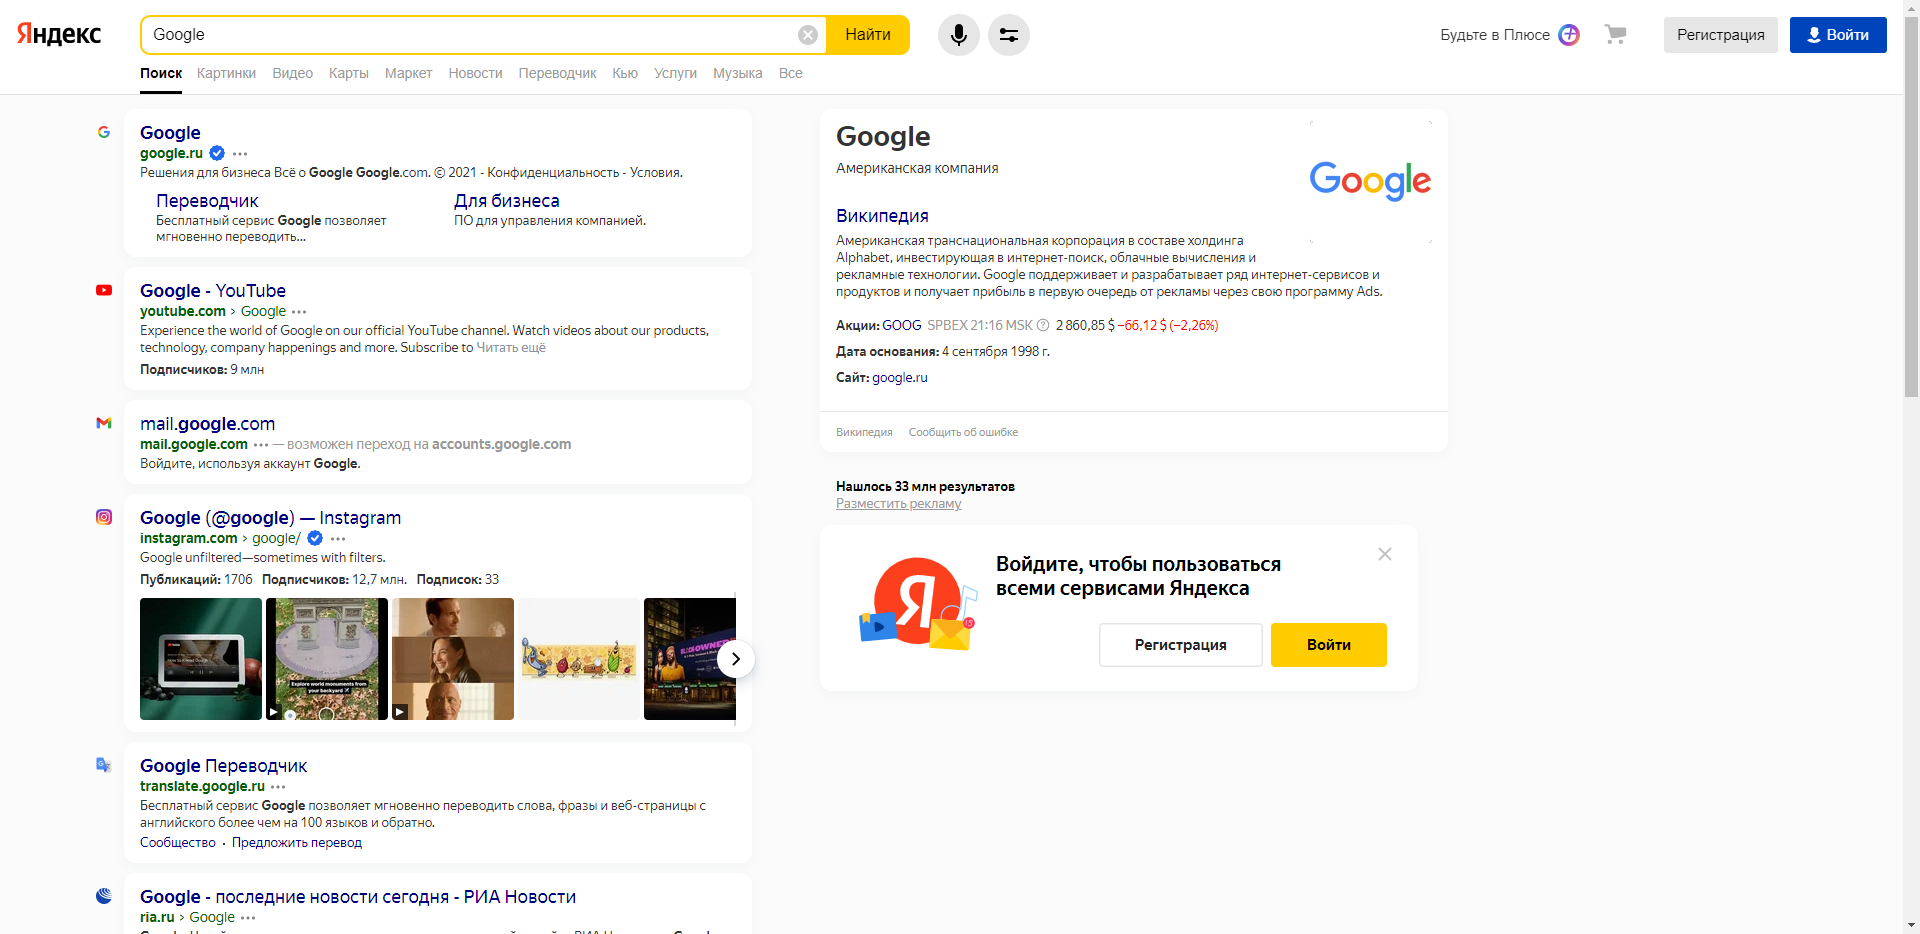 Яндекс
Google
Найти
Будьте в Плюсе
Регистрация
Войти
Поиск Картинки Видео Карты Маркет Новости Переводчик Кью Услуги Музыка Все
Google
google.ru
Решения для бизнеса Всё о Google Google.com. © 2021 - Конфиденциальность - Условия.
Переводчик
Бесплатный сервис Google позволяет
мгновенно переводить...
Для бизнеса
ПО для управления компанией.
Google - YouTube
youtube.com › Google
Experience the world of Google on our official YouTube channel. Watch videos about our products,
technology, company happenings and more. Subscribe to Читать ещё
Подписчиков: 9 млн
mail.google.com
mail.google.com — возможен переход на accounts.google.com
Войдите, используя аккаунт Google.
Google (@google) — Instagram
instagram.com › google/
Google unfiltered—sometimes with filters.
Публикаций: 1706 Подписчиков: 12,7 млн. Подписок: 33
Explore world monuments from
your backyard
Google Переводчик
translate.google.ru
Бесплатный сервис Google позволяет мгновенно переводить слова, фразы и веб-страницы с
английского более чем на 100 языков и обратно.
Сообщество · Предложить перевод
Google - последние новости сегодня - РИА Новости
ria.ru › Google
Google
Американская компания
Google
Википедия
Американская транснациональная корпорация в составе холдинга
Alphabet, инвестирующая в интернет-поиск, облачные вычисления и
рекламные технологии. Google поддерживает и разрабатывает ряд интернет-сервисов и
продуктов и получает прибыль в первую очередь от рекламы через свою программу Ads.
Акции: GOOG SPBEX 21:16 MSK ? 2 860,85 $ −66,12 $ (−2,26%)
Дата основания: 4 сентября 1998 г.
Сайт: google.ru
Википедия Сообщить об ошибке
Нашлось 33 млн результатов
Разместить рекламу
Я
15
Войдите, чтобы пользоваться
всеми сервисами Яндекса
Регистрация
Войти